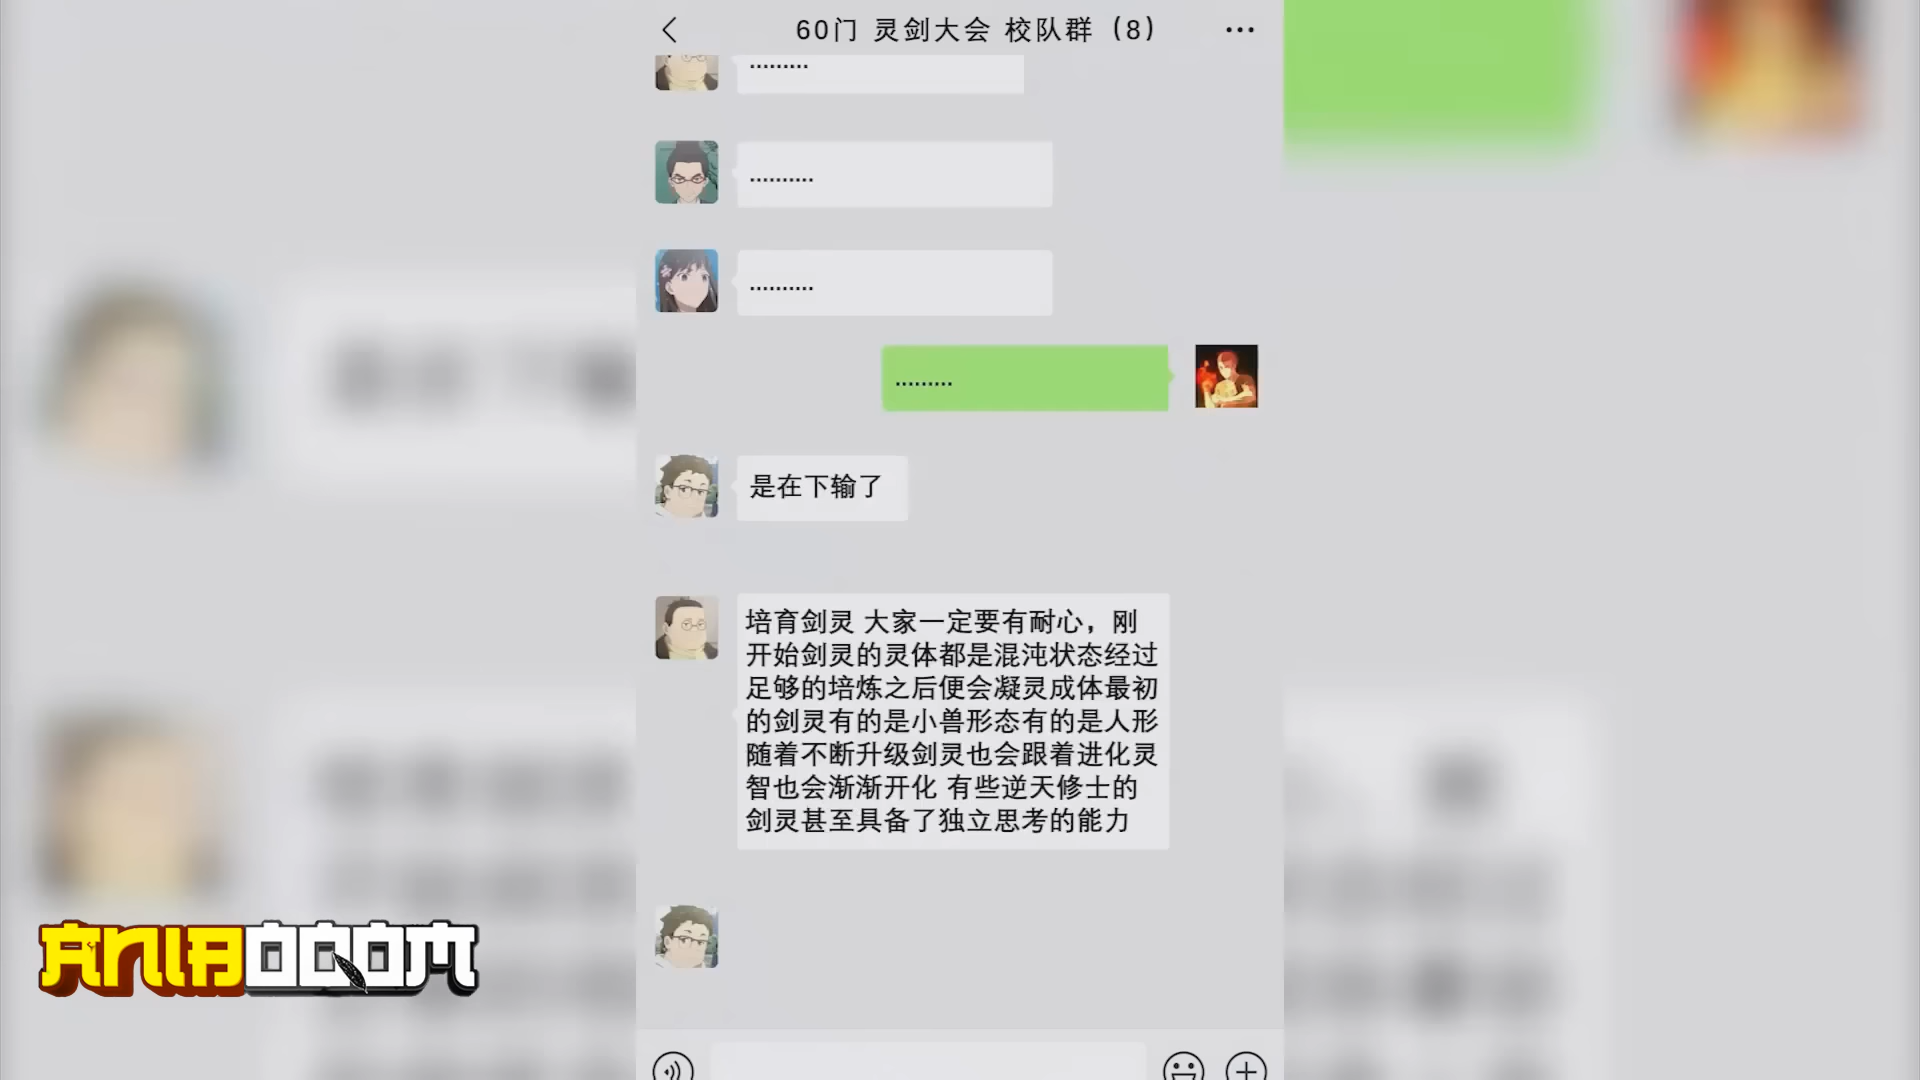 60门 灵剑大会 校队群（8）
.........
..........
..........
.........
是在下输了
培育剑灵 大家一定要有耐心，刚
开始剑灵的灵体都是混沌状态经过
足够的培炼之后便会凝灵成体最初
的剑灵有的是小兽形态有的是人形
随着不断升级剑灵也会跟着进化灵
智也会渐渐开化 有些逆天修士的
剑灵甚至具备了独立思考的能力
ANIADOOM